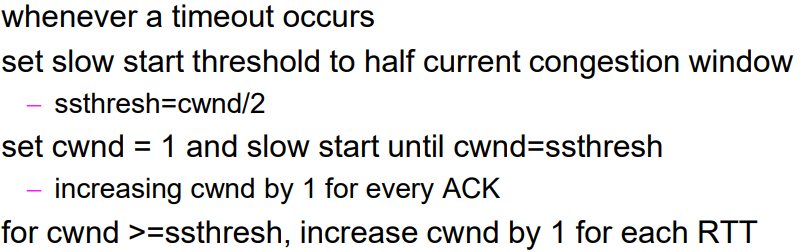 whenever a timeout occurs
set slow start threshold to half current congestion window
– ssthresh=cwnd/2
set cwnd = 1 and slow start until cwnd=ssthresh
– increasing cwnd by 1 for every ACK
for cwnd >=ssthresh, increase cwnd by 1 for each RTT